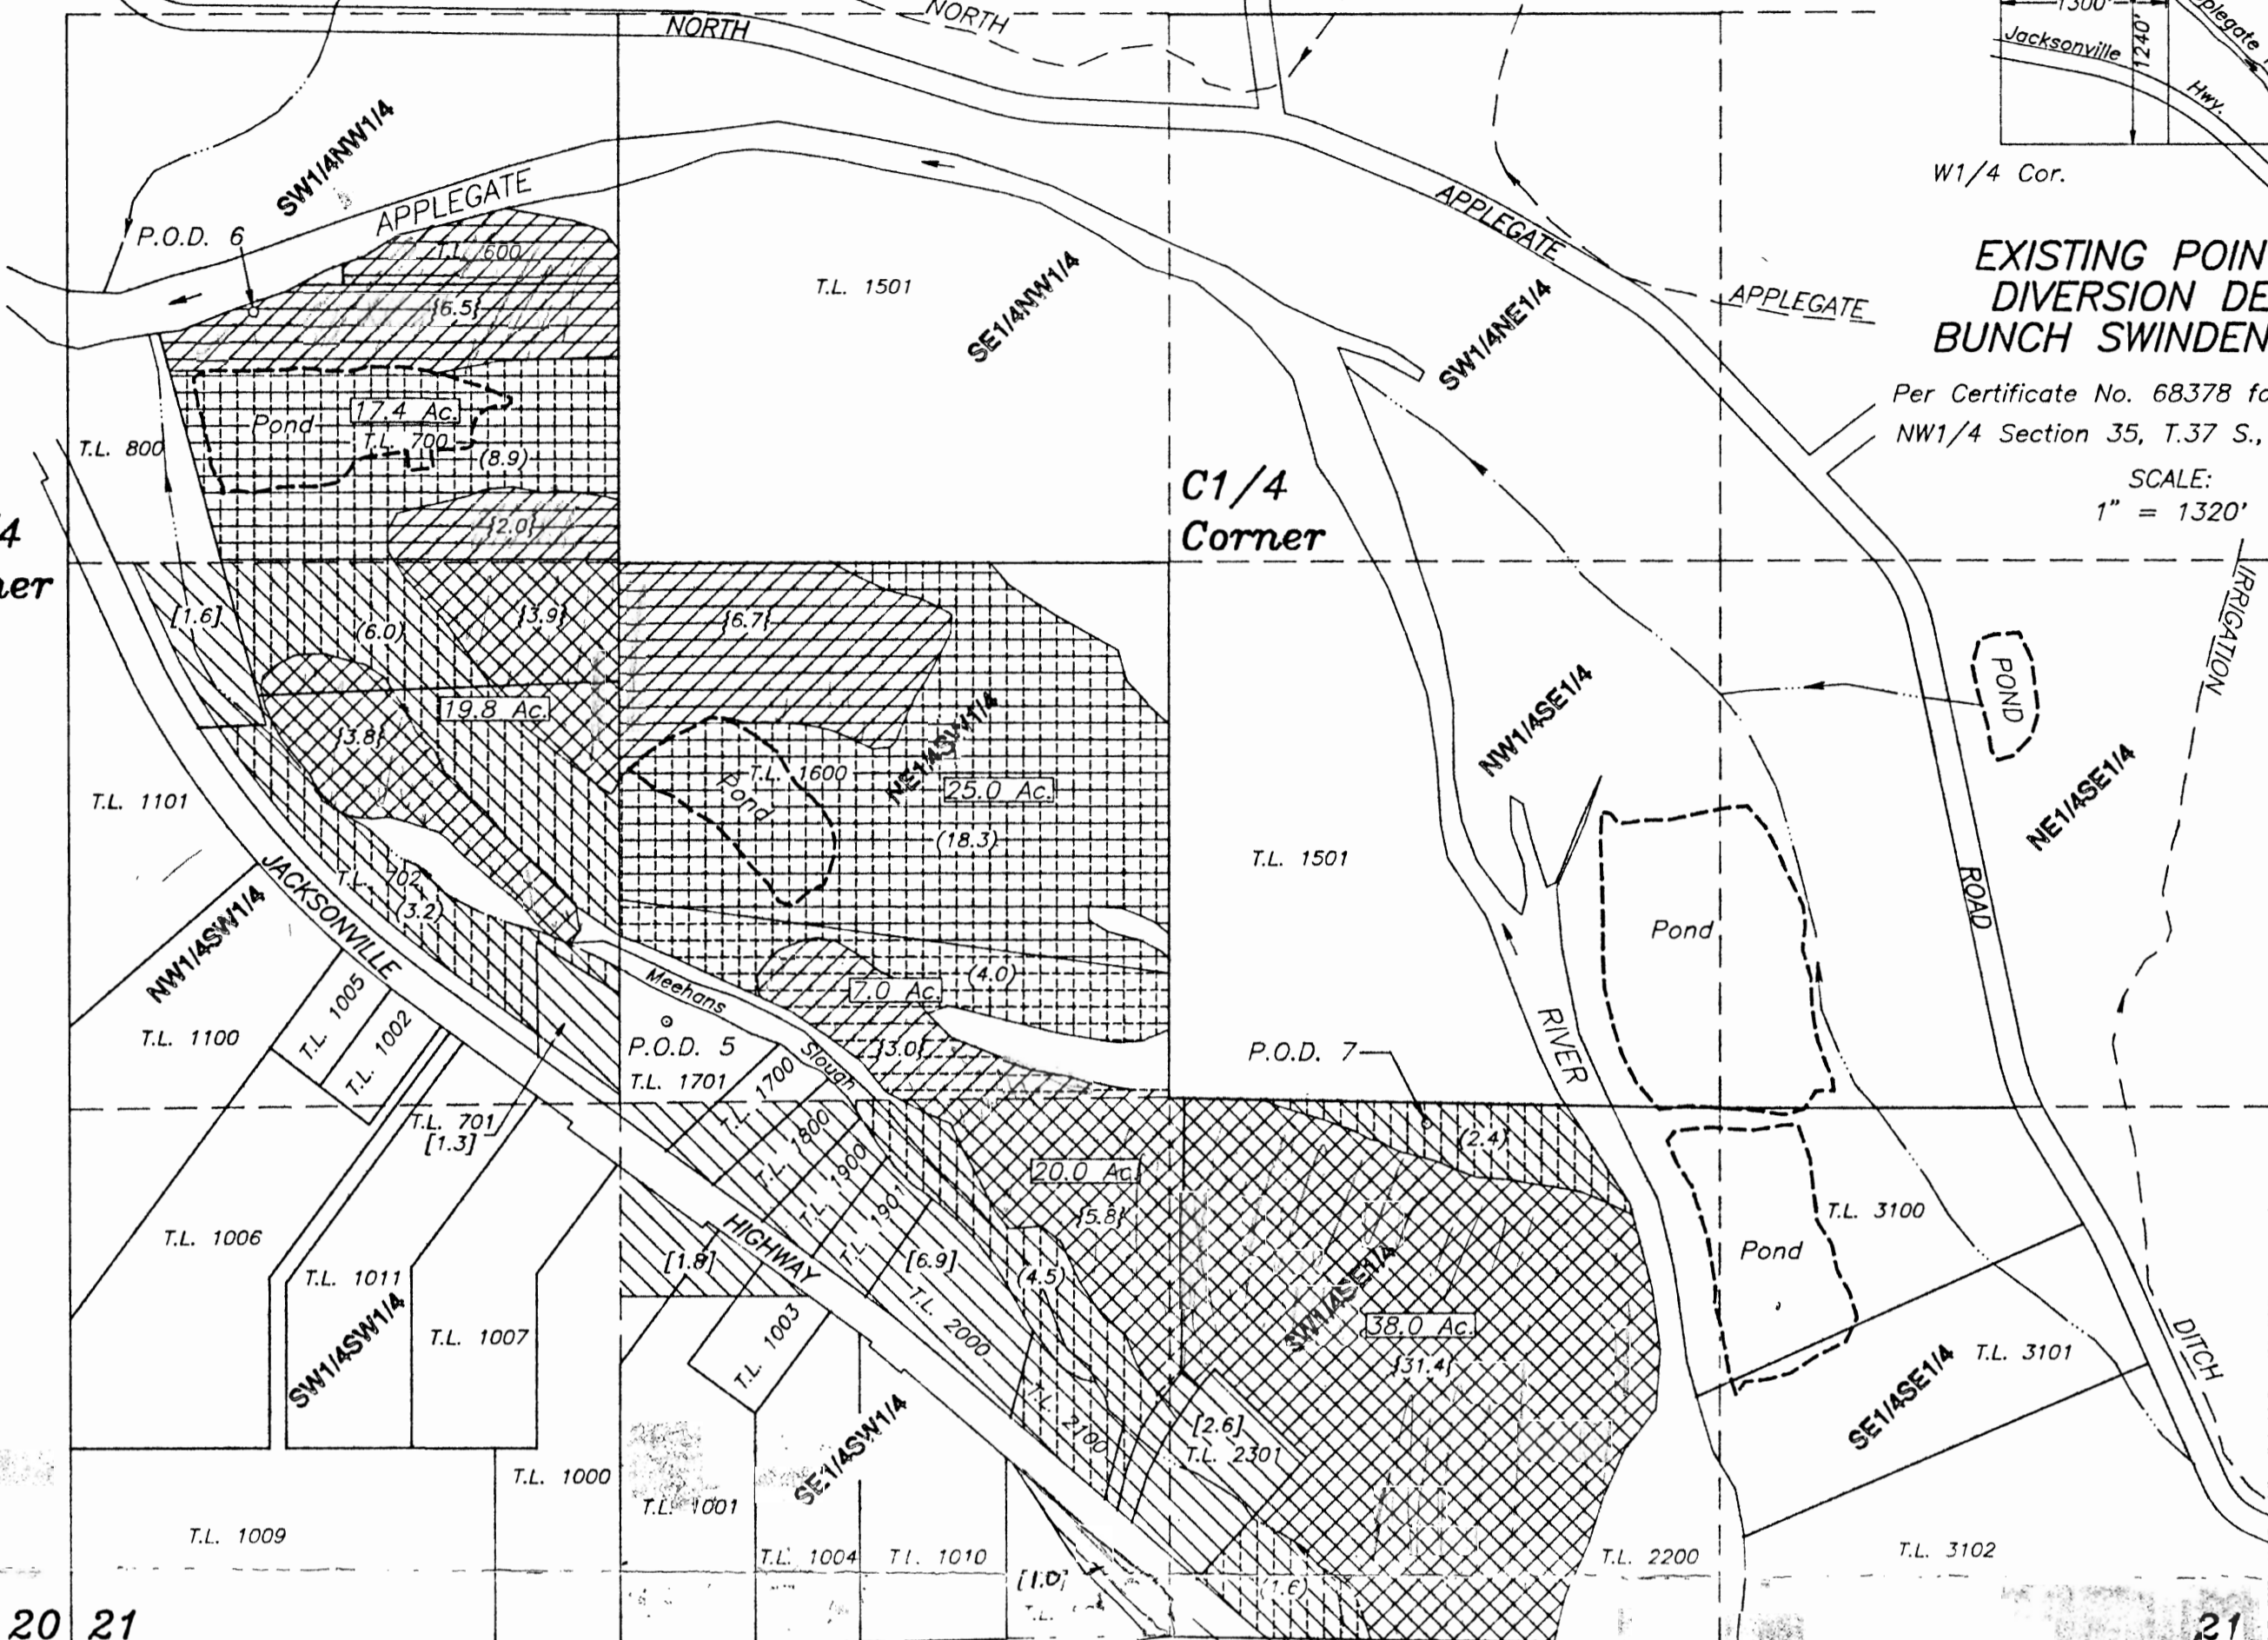 NORTH
NORTH
1300'
1240'
Jacksonville
Hwy.
W1/4 Cor.
SW1/4NW1/4
APPLEGATE
P.O.D. 6
T.L. 600
{6.5}
T.L. 1501
SE1/4NW1/4
APPLEGATE
SW1/4NE1/4
APPLEGATE
EXISTING POIN
DIVERSION DE
BUNCH SWINDEN
Per Certificate No. 68378 fo
NW1/4 Section 35, T.37 S.,
SCALE:
1" = 1320'
T.L. 800
Pond
17.4 Ac.
T.L. 700
(8.9)
{2.0}
C1/4
Corner
[1.6]
(6.0)
{3.9}
{6.7}
19.8 Ac.
{3.8}
T.L. 1600
Pond
NE1/4SW1/4
25.0 Ac.
(18.3)
NW1/4SE1/4
POND
IRRIGATION
NE1/4SE1/4
T.L. 1101
JACKSONVILLE
T.L. 702
(3.2)
T.L. 1501
Pond
ROAD
NW1/4SW1/4
T.L. 1005
T.L. 1002
T.L. 1100
Meehans
Slough
(4.0)
7.0 Ac.
{3.0}
P.O.D. 5
T.L. 1701
T.L. 1700
P.O.D. 7
RIVER
T.L. 701
[1.3]
T.L. 1800
T.L. 1900
T.L. 1901
20.0 Ac.
{5.8}
(2.4)
T.L. 1006
T.L. 1011
SW1/4SW1/4
T.L. 1007
[1.8]
HIGHWAY
[6.9]
T.L. 2000
(4.5)
SW1/4SE1/4
38.0 Ac.
{31.4}
T.L. 3100
Pond
T.L. 3101
DITCH
T.L. 1003
SE1/4SW1/4
T.L. 2100
[2.6]
T.L. 2301
SE1/4SE1/4
T.L. 1009
T.L. 1000
T.L. 1001
T.L. 1004
T.L. 1010
[1.0]
(1.6)
T.L. 2200
T.L. 3102
20 21
21